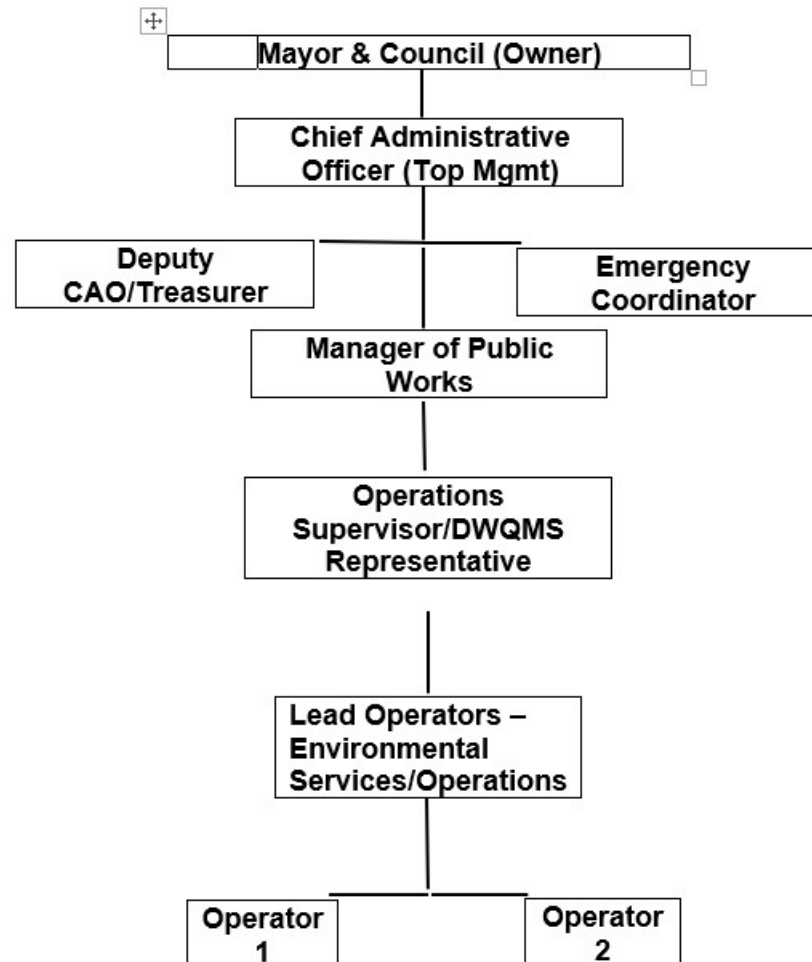 Mayor & Council (Owner)
Chief Administrative
Officer (Top Mgmt)
Deputy
CAO/Treasurer
Emergency
Coordinator
Manager of Public
Works
Operations
Supervisor/DWQMS
Representative
Lead Operators –
Environmental
Services/Operations
Operator
1
Operator
2